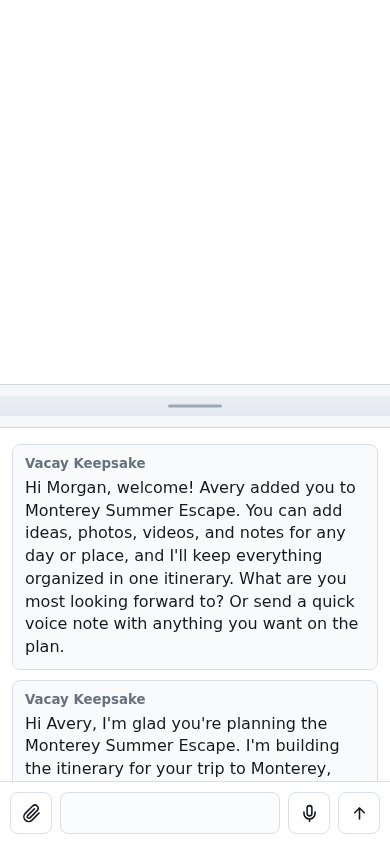 Vacay Keepsake
Hi Morgan, welcome! Avery added you to
Monterey Summer Escape. You can add
ideas, photos, videos, and notes for any
day or place, and I'll keep everything
organized in one itinerary. What are you
most looking forward to? Or send a quick
voice note with anything you want on the
plan.
Vacay Keepsake
Hi Avery, I'm glad you're planning the
Monterey Summer Escape. I'm building
the itinerary for your trip to Monterey,